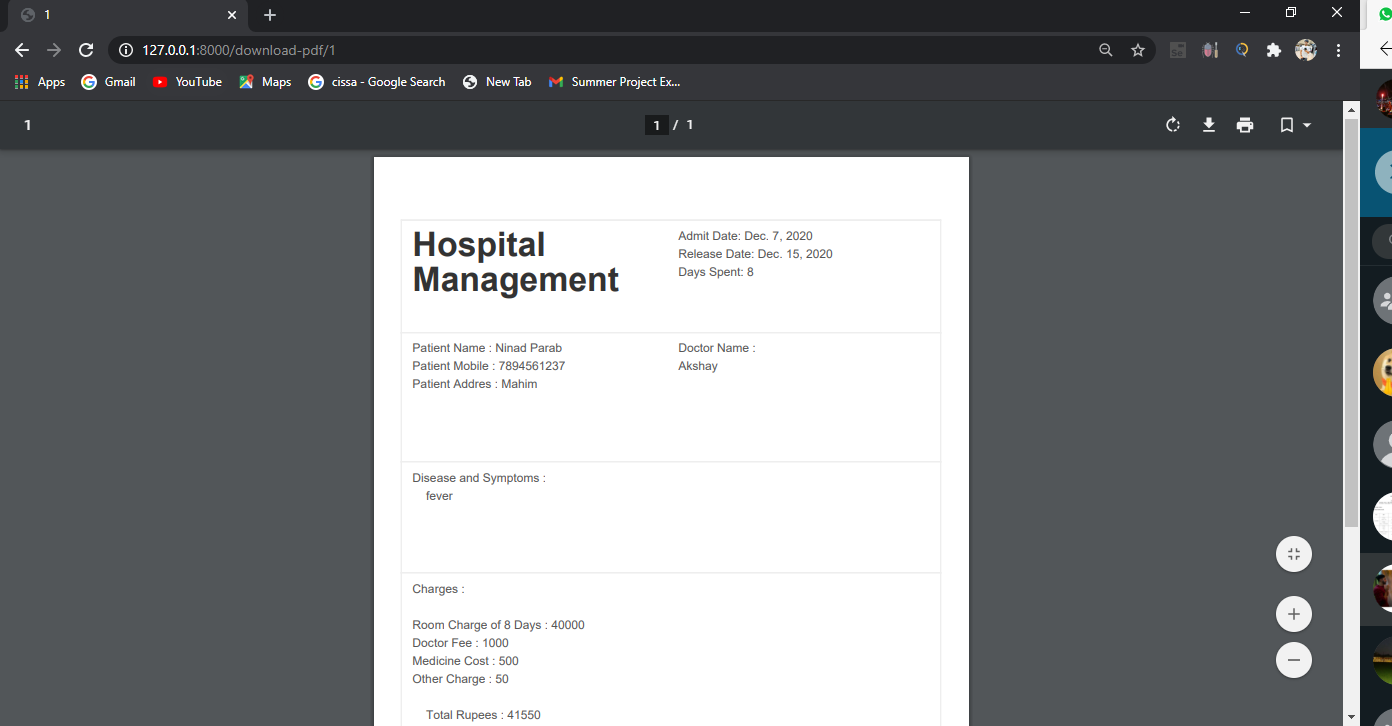 1
127.0.0.1:8000/download-pdf/1
Apps Gmail YouTube Maps cissa - Google Search New Tab Summer Project Ex...
1 1 / 1
Hospital
Management
Admit Date: Dec. 7, 2020
Release Date: Dec. 15, 2020
Days Spent: 8
Patient Name : Ninad Parab
Patient Mobile : 7894561237
Patient Addres : Mahim
Doctor Name :
Akshay
Disease and Symptoms :
fever
Charges :
Room Charge of 8 Days : 40000
Doctor Fee : 1000
Medicine Cost : 500
Other Charge : 50
Total Rupees : 41550